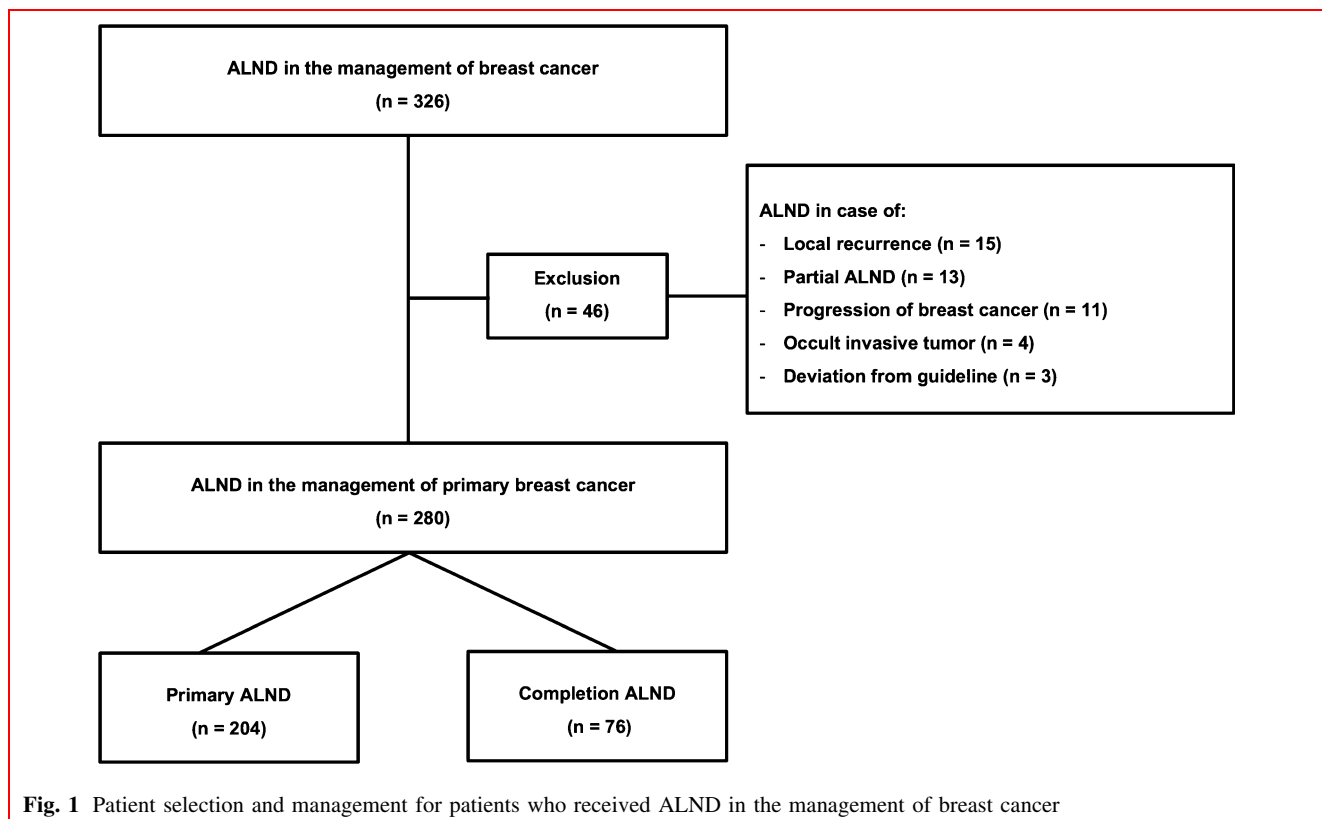 ALND in the management of breast cancer
(n = 326)
Exclusion
(n = 46)
ALND in case of:
- Local recurrence (n = 15)
- Partial ALND (n = 13)
- Progression of breast cancer (n = 11)
- Occult invasive tumor (n = 4)
- Deviation from guideline (n = 3)
ALND in the management of primary breast cancer
(n = 280)
Primary ALND
(n = 204)
Completion ALND
(n = 76)
Fig. 1 Patient selection and management for patients who received ALND in the management of breast cancer